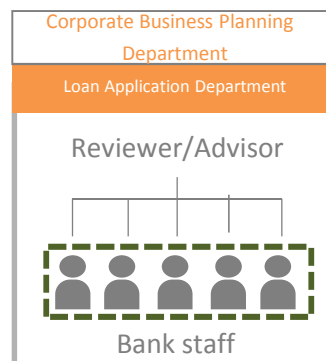 Corporate Business Planning
Department
Loan Application Department
Reviewer/Advisor
Bank staff